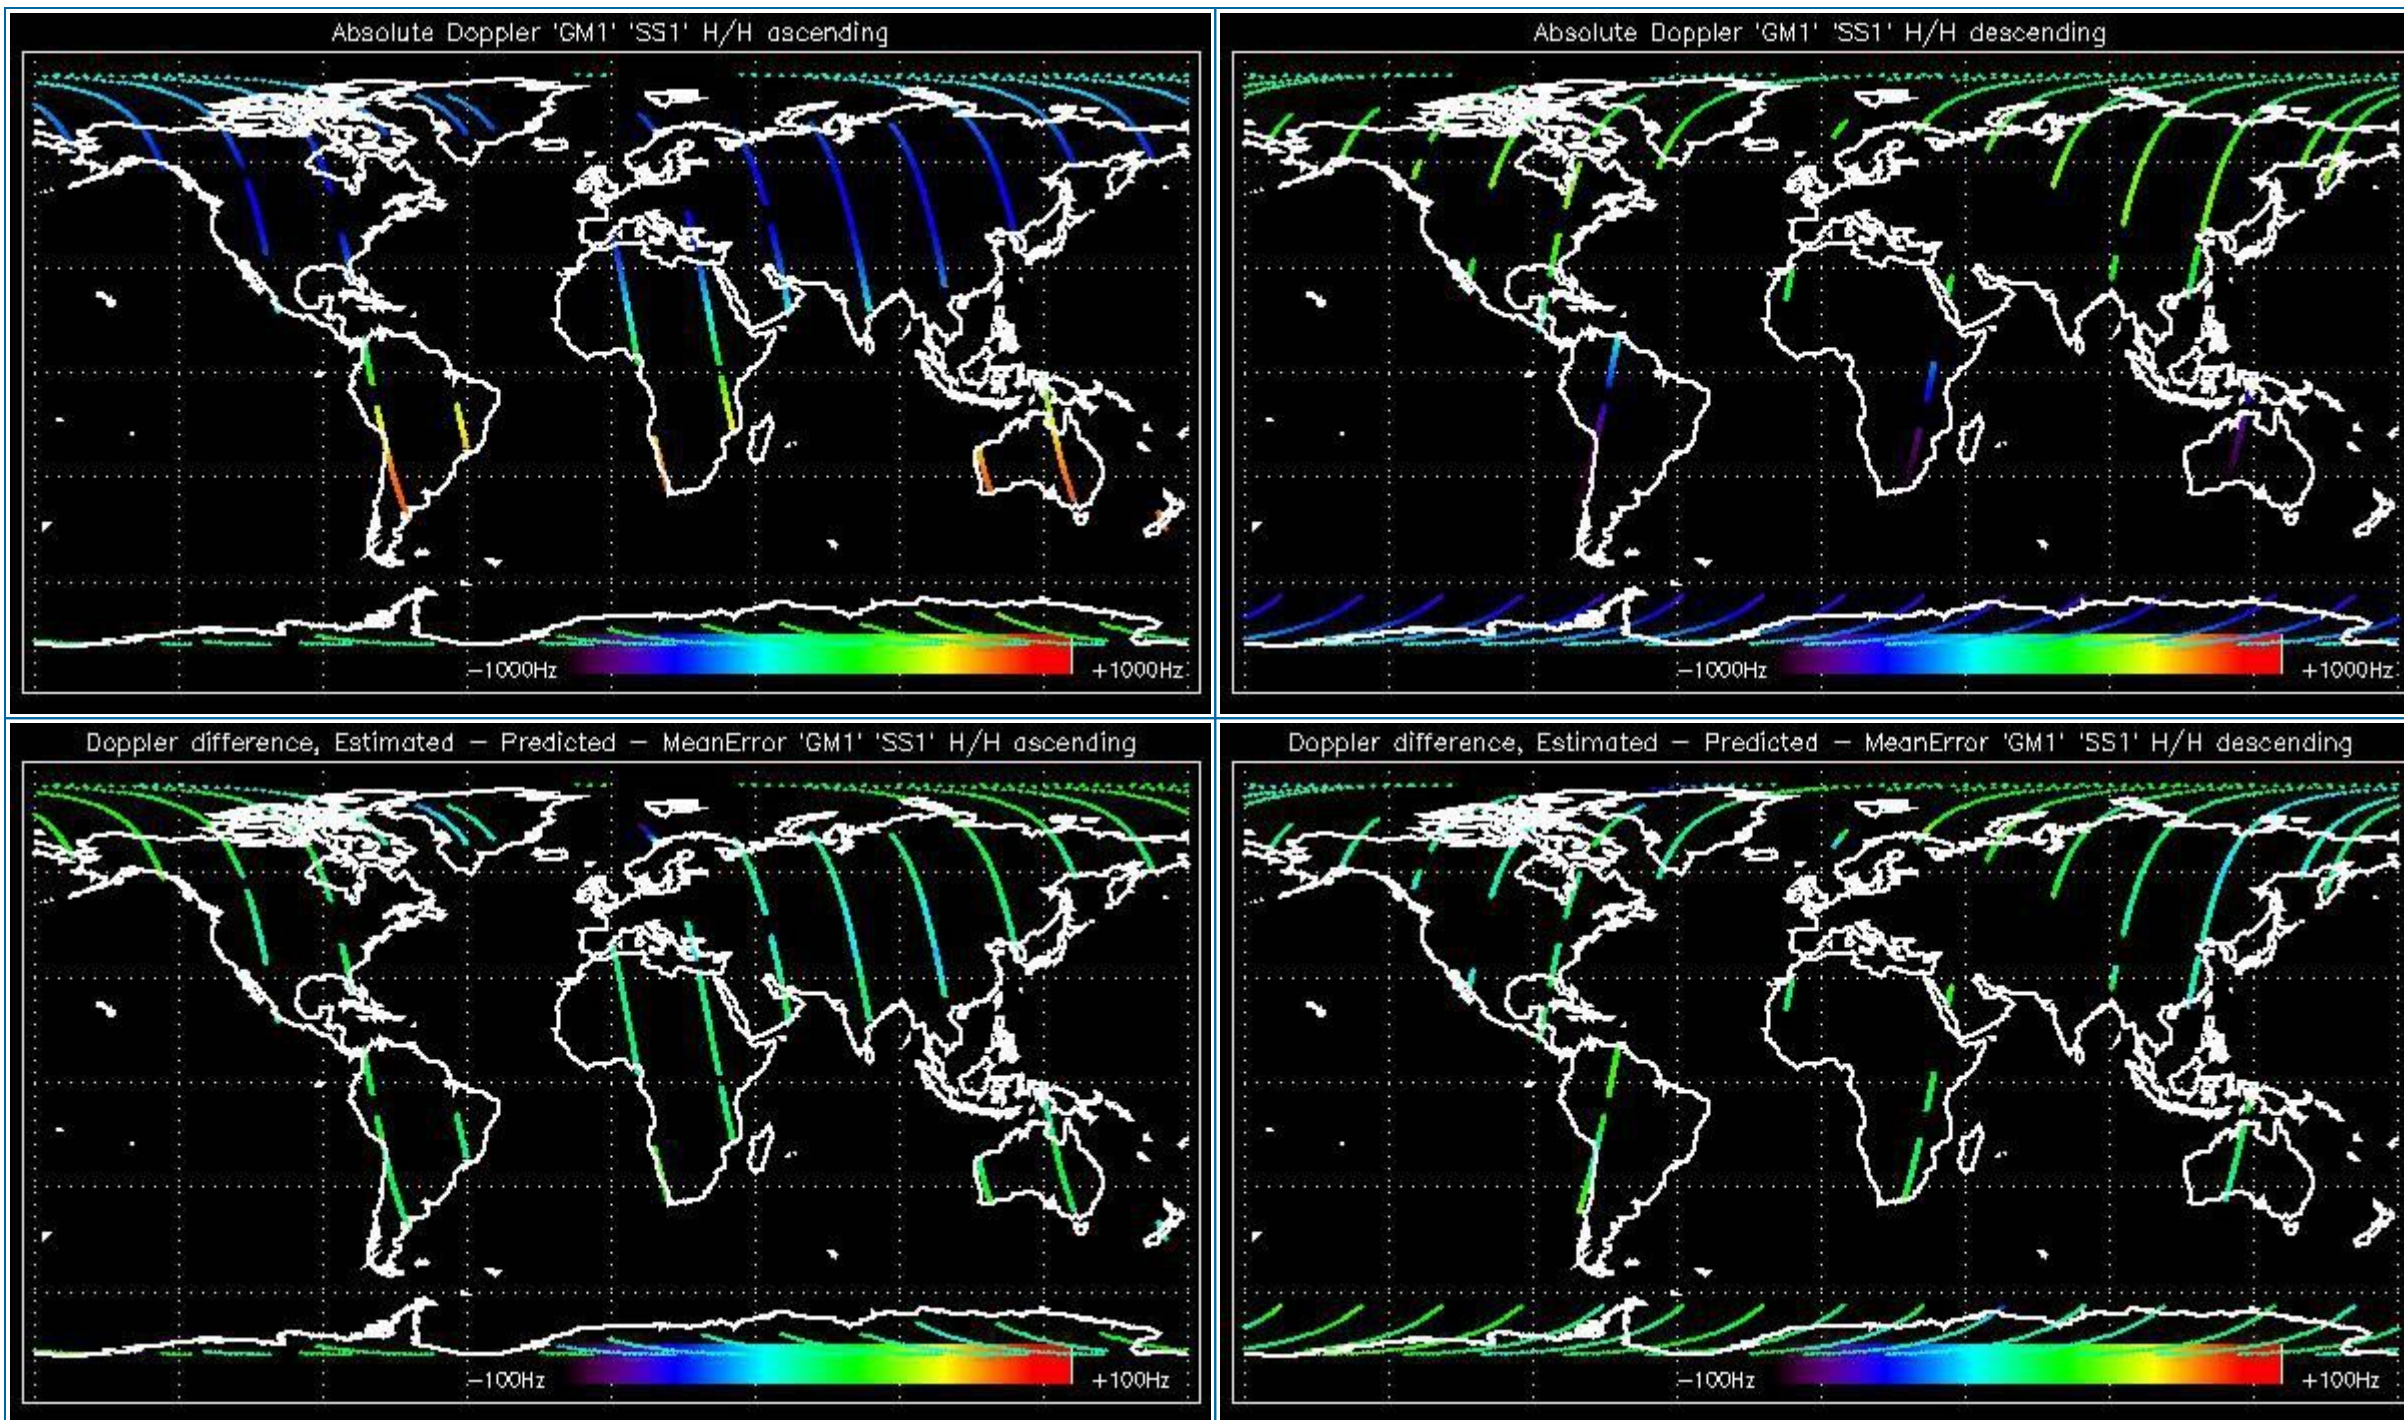 Absolute Doppler 'GM1' 'SS1' H/H ascending
-1000Hz
+1000Hz
Absolute Doppler 'GM1' 'SS1' H/H descending
-1000Hz
+1000Hz
Doppler difference, Estimated - Predicted - MeanError 'GM1' 'SS1' H/H ascending
-100Hz
+100Hz
Doppler difference, Estimated - Predicted - MeanError 'GM1' 'SS1' H/H descending
-100Hz
+100Hz